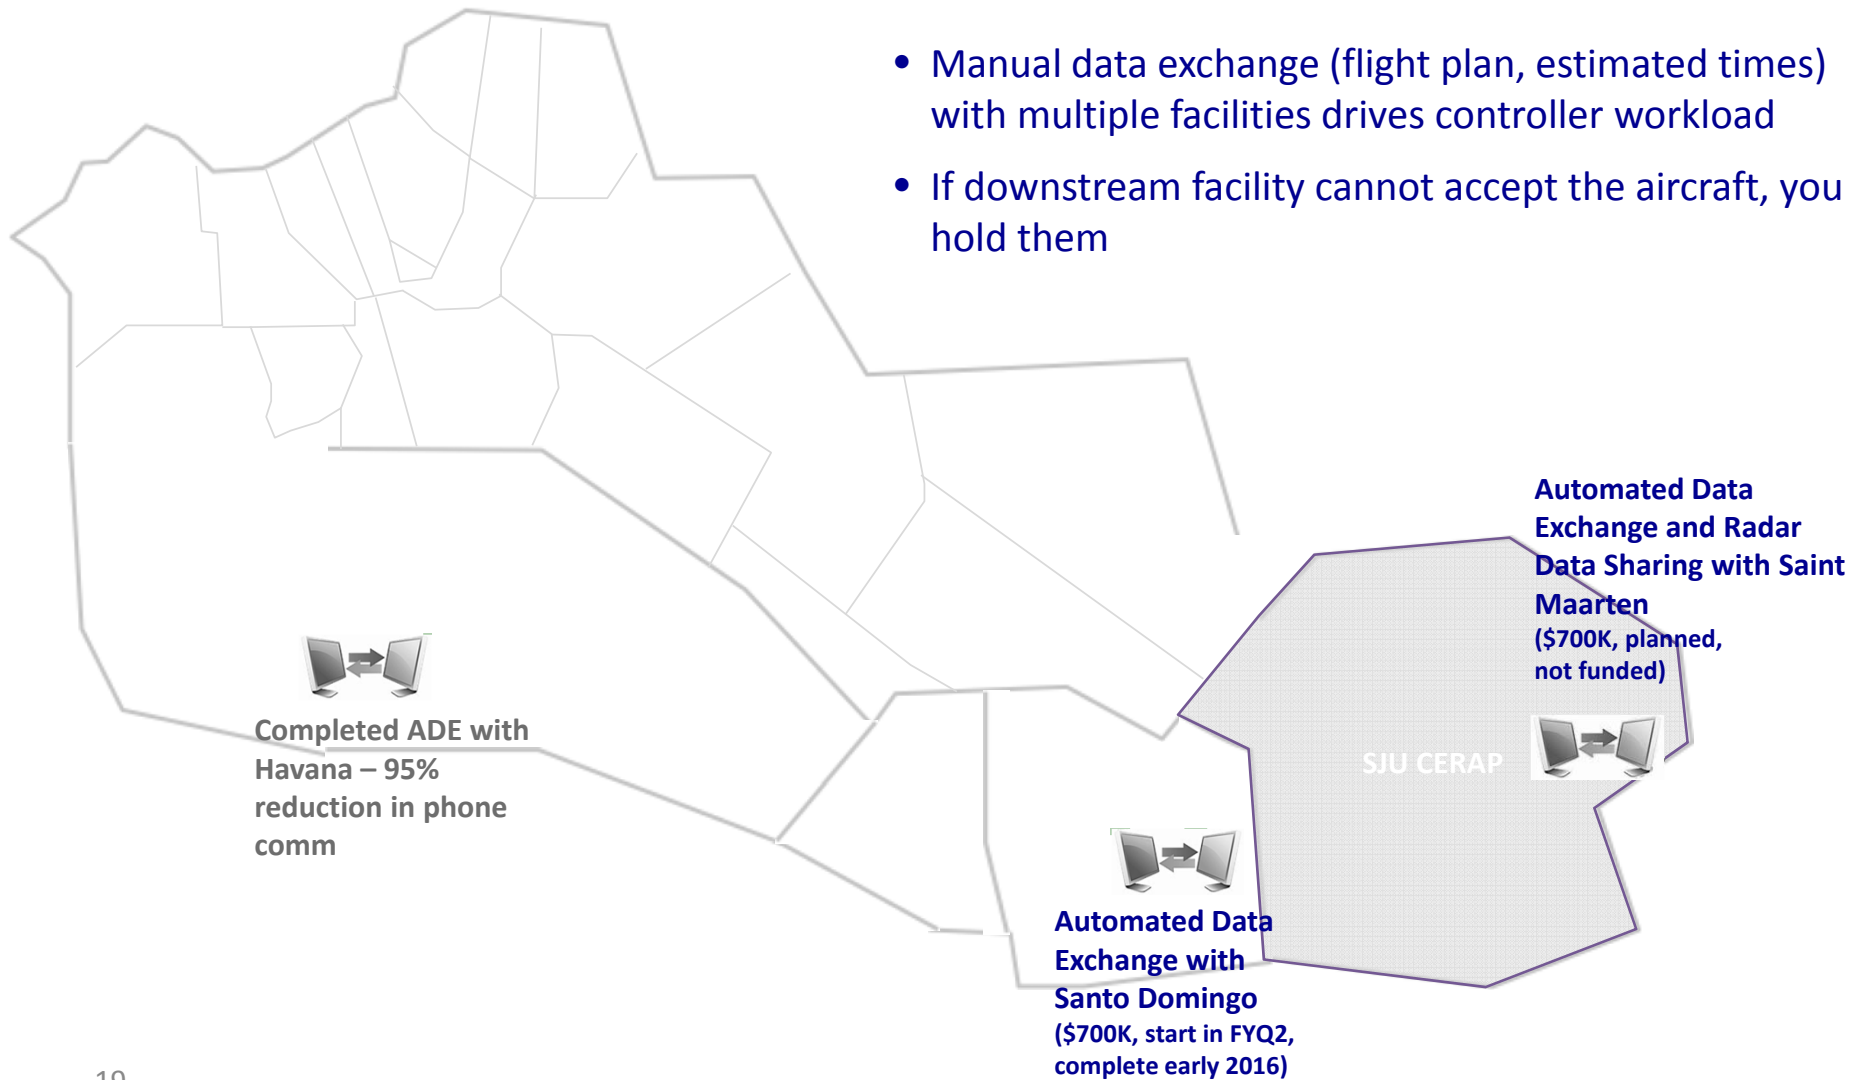 • Manual data exchange (flight plan, estimated times)
with multiple facilities drives controller workload
• If downstream facility cannot accept the aircraft, you
hold them
Automated Data
Exchange and Radar
Data Sharing with Saint
Maarten
($700K, planned,
not funded)
Completed ADE with
Havana – 95%
reduction in phone
comm
SJU CERAP
Automated Data
Exchange with
Santo Domingo
($700K, start in FYQ2,
complete early 2016)
19